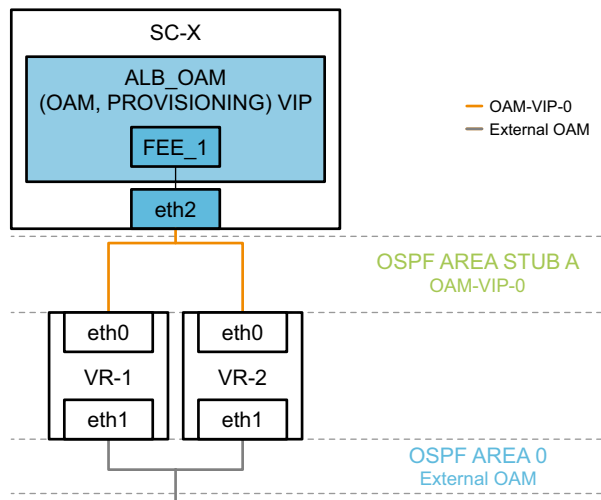 SC-X
ALB_OAM
(OAM, PROVISIONING) VIP
FEE_1
eth2
OAM-VIP-0
External OAM
OSPF AREA STUB A
OAM-VIP-0
eth0
eth0
VR-1
VR-2
eth1
eth1
OSPF AREA 0
External OAM